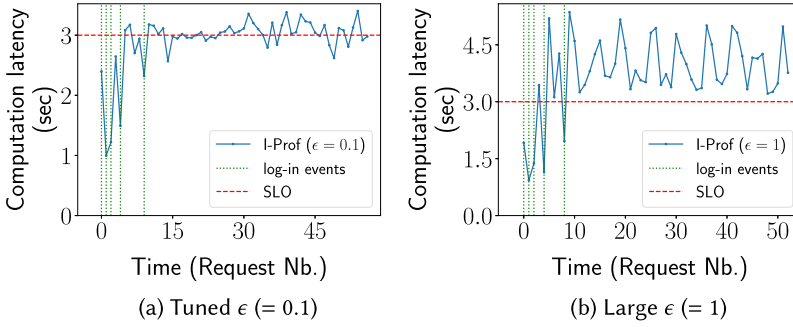 Computation latency
(sec)
3
2
1
0
I-Prof (ϵ = 0.1)
log-in events
SLO
0 15 30 45
Time (Request Nb.)
(a) Tuned ϵ (= 0.1)
Computation latency
(sec)
4.5
3.0
1.5
0.0
I-Prof (ϵ = 1)
log-in events
SLO
0 10 20 30 40 50
Time (Request Nb.)
(b) Large ϵ (= 1)